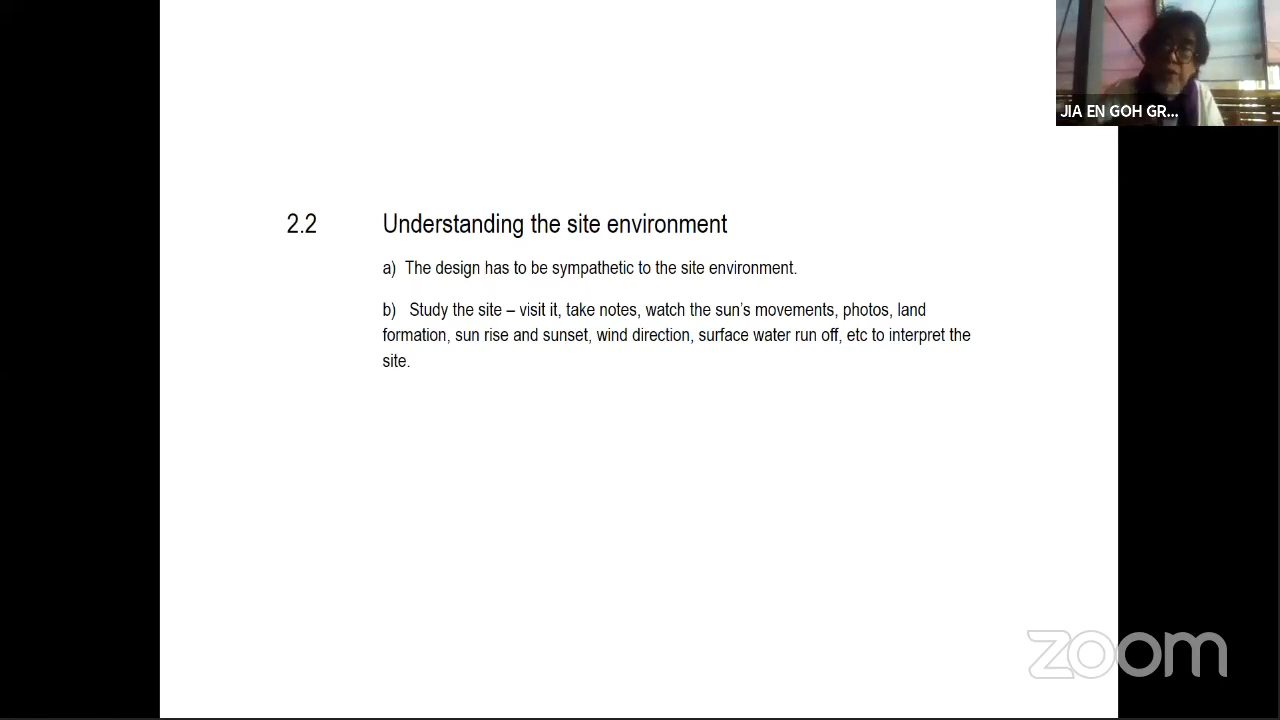 JIA EN GOH GR...
2.2 Understanding the site environment
a) The design has to be sympathetic to the site environment.
b) Study the site – visit it, take notes, watch the sun’s movements, photos, land
formation, sun rise and sunset, wind direction, surface water run off, etc to interpret the
site.
zoom